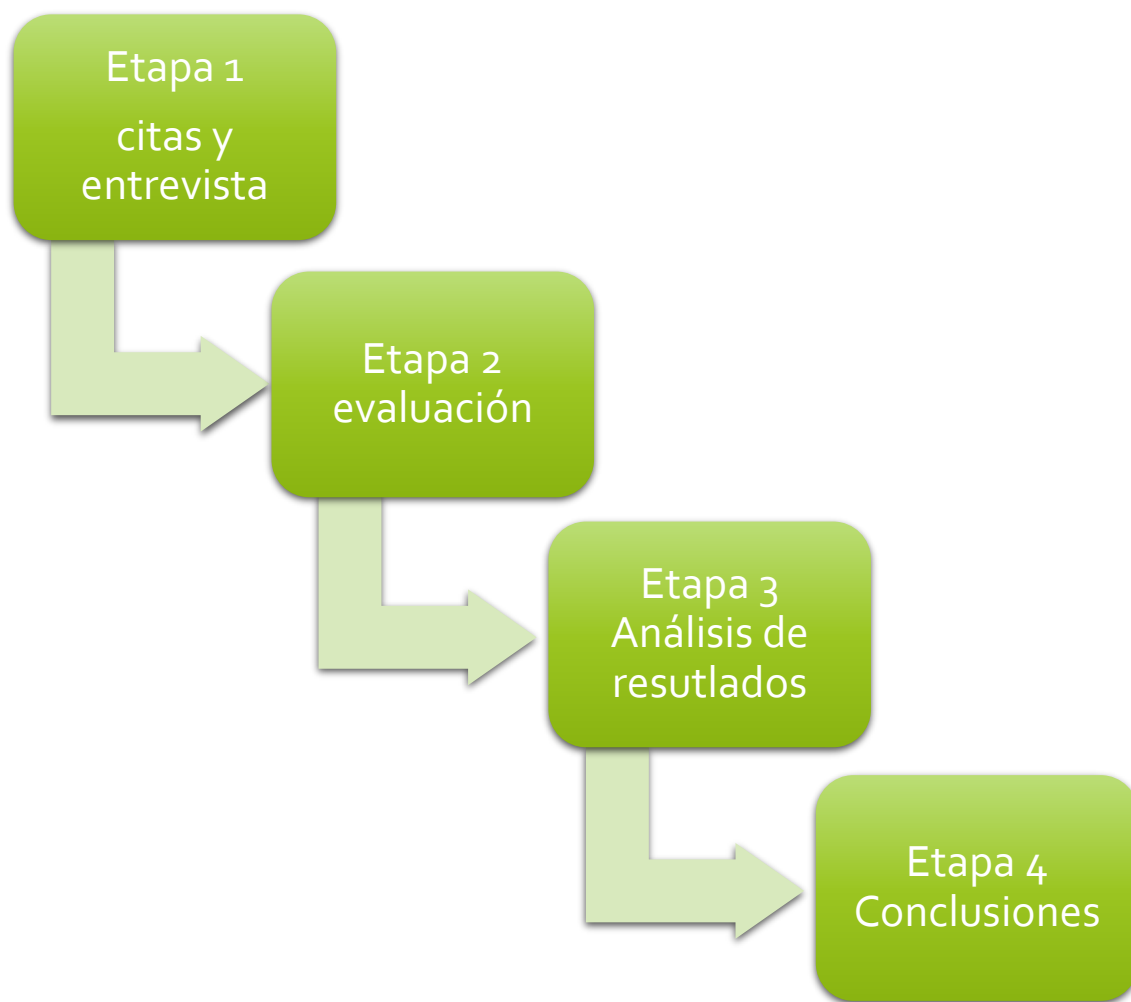 Etapa 1
citas y
entrevista
Etapa 2
evaluación
Etapa 3
Análisis de
resutlados
Etapa 4
Conclusiones